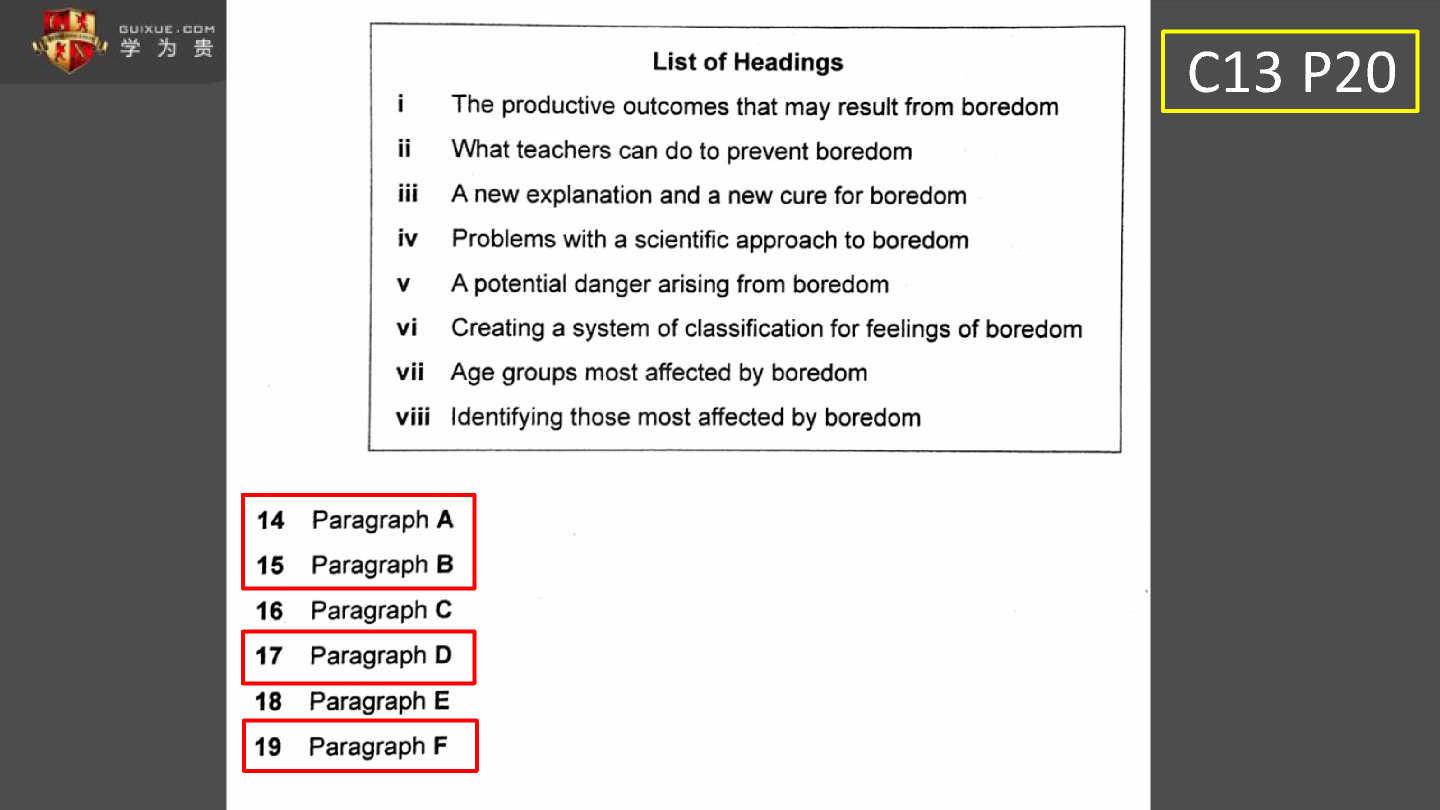 GUIXUE.COM
学为贵
C13 P20
List of Headings
i The productive outcomes that may result from boredom
ii What teachers can do to prevent boredom
iii A new explanation and a new cure for boredom
iv Problems with a scientific approach to boredom
v A potential danger arising from boredom
vi Creating a system of classification for feelings of boredom
vii Age groups most affected by boredom
viii Identifying those most affected by boredom
14 Paragraph A
15 Paragraph B
16 Paragraph C
17 Paragraph D
18 Paragraph E
19 Paragraph F